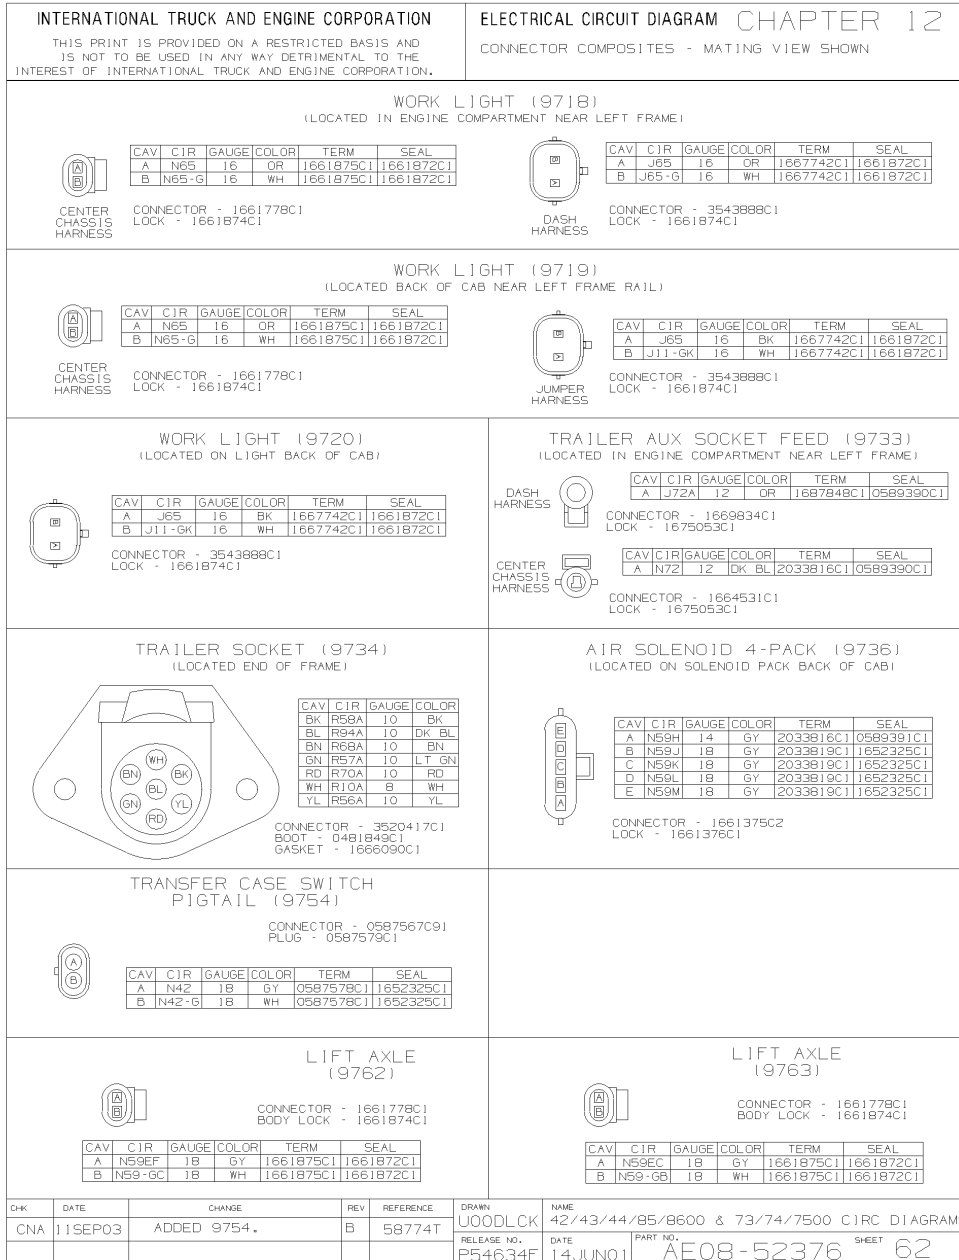 INTERNATIONAL TRUCK AND ENGINE CORPORATION
THIS PRINT IS PROVIDED ON A RESTRICTED BASIS AND
IS NOT TO BE USED IN ANY WAY DETRIMENTAL TO THE
INTEREST OF INTERNATIONAL TRUCK AND ENGINE CORPORATION.
ELECTRICAL CIRCUIT DIAGRAM CHAPTER 12
CONNECTOR COMPOSITES - MATING VIEW SHOWN
WORK LIGHT (9718)
(LOCATED IN ENGINE COMPARTMENT NEAR LEFT FRAME)
A
B
CENTER
CHASSIS
HARNESS
CAV CIR GAUGE COLOR TERM SEAL
A N65 16 OR 1661875C1 1661872C1
B N65-G 16 WH 1661875C1 1661872C1
CONNECTOR - 1661778C1
LOCK - 1661874C1
B
A
DASH
HARNESS
CAV CIR GAUGE COLOR TERM SEAL
A J65 16 OR 1667742C1 1661872C1
B J65-G 16 WH 1667742C1 1661872C1
CONNECTOR - 3543888C1
LOCK - 1661874C1
WORK LIGHT (9719)
(LOCATED BACK OF CAB NEAR LEFT FRAME RAIL)
A
B
CENTER
CHASSIS
HARNESS
CAV CIR GAUGE COLOR TERM SEAL
A N65 16 OR 1661875C1 1661872C1
B N65-G 16 WH 1661875C1 1661872C1
CONNECTOR - 1661778C1
LOCK - 1661874C1
B
A
JUMPER
HARNESS
CAV CIR GAUGE COLOR TERM SEAL
A J65 16 BK 1667742C1 1661872C1
B J11-GK 16 WH 1667742C1 1661872C1
CONNECTOR - 3543888C1
LOCK - 1661874C1
WORK LIGHT (9720)
(LOCATED ON LIGHT BACK OF CAB)
B
A
CAV CIR GAUGE COLOR TERM SEAL
A J65 16 BK 1667742C1 1661872C1
B J11-GK 16 WH 1667742C1 1661872C1
CONNECTOR - 3543888C1
LOCK - 1661874C1
TRAILER AUX SOCKET FEED (9733)
(LOCATED IN ENGINE COMPARTMENT NEAR LEFT FRAME)
DASH
HARNESS
CAV CIR GAUGE COLOR TERM SEAL
A J72A 12 OR 1687848C1 0589390C1
CONNECTOR - 1669834C1
LOCK - 1675053C1
CENTER
CHASSIS
HARNESS
CAV CIR GAUGE COLOR TERM SEAL
A N72 12 DK BL 2033816C1 0589390C1
CONNECTOR - 1664531C1
LOCK - 1675053C1
TRAILER SOCKET (9734)
(LOCATED END OF FRAME)
WH
BN BK
BL
GN YL
RD
CAV CIR GAUGE COLOR
BK R58A 10 BK
BL R94A 10 DK BL
BN R68A 10 BN
GN R57A 10 LT GN
RD R70A 10 RD
WH R10A 8 WH
YL R56A 10 YL
CONNECTOR - 3520417C1
BOOT - 0481849C1
GASKET - 1666090C1
AIR SOLENOID 4-PACK (9736)
(LOCATED ON SOLENOID PACK BACK OF CAB)
E
D
C
B
A
CAV CIR GAUGE COLOR TERM SEAL
A N59H 14 GY 2033816C1 0589391C1
B N59J 18 GY 2033819C1 1652325C1
C N59K 18 GY 2033819C1 1652325C1
D N59L 18 GY 2033819C1 1652325C1
E N59M 18 GY 2033819C1 1652325C1
CONNECTOR - 1661375C2
LOCK - 1661376C1
TRANSFER CASE SWITCH
PIGTAIL (9754)
CONNECTOR - 0587567C91
PLUG - 0587579C1
A
B
CAV CIR GAUGE COLOR TERM SEAL
A N42 18 GY 0587578C1 1652325C1
B N42-G 18 WH 0587578C1 1652325C1
LIFT AXLE
(9762)
A
B
CONNECTOR - 1661778C1
BODY LOCK - 1661874C1
CAV CIR GAUGE COLOR TERM SEAL
A N59EF 18 GY 1661875C1 1661872C1
B N59-GC 18 WH 1661875C1 1661872C1
LIFT AXLE
(9763)
A
B
CONNECTOR - 1661778C1
BODY LOCK - 1661874C1
CAV CIR GAUGE COLOR TERM SEAL
A N59EC 18 GY 1661875C1 1661872C1
B N59-GB 18 WH 1661875C1 1661872C1
CHK DATE CHANGE REV REFERENCE
CNA 11SEP03 ADDED 9754. B 58774T
DRAWN
UOODLCK
NAME
42/43/44/85/8600 & 73/74/7500 CIRC DIAGRAMS
RELEASE NO.
P54634F
DATE
14JUN01
PART NO.
AE08-52376
SHEET
62